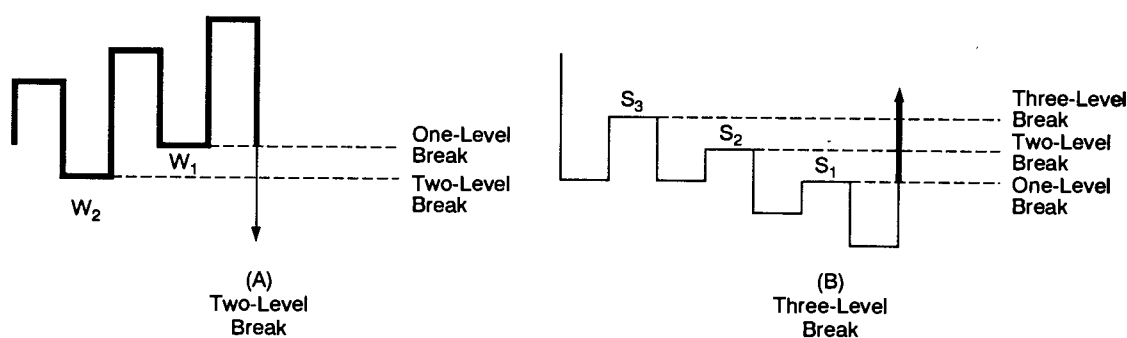 One-Level
Break
W1
Two-Level
Break
W2
(A)
Two-Level
Break
S3
Three-Level
Break
S2
Two-Level
Break
S1
One-Level
Break
(B)
Three-Level
Break